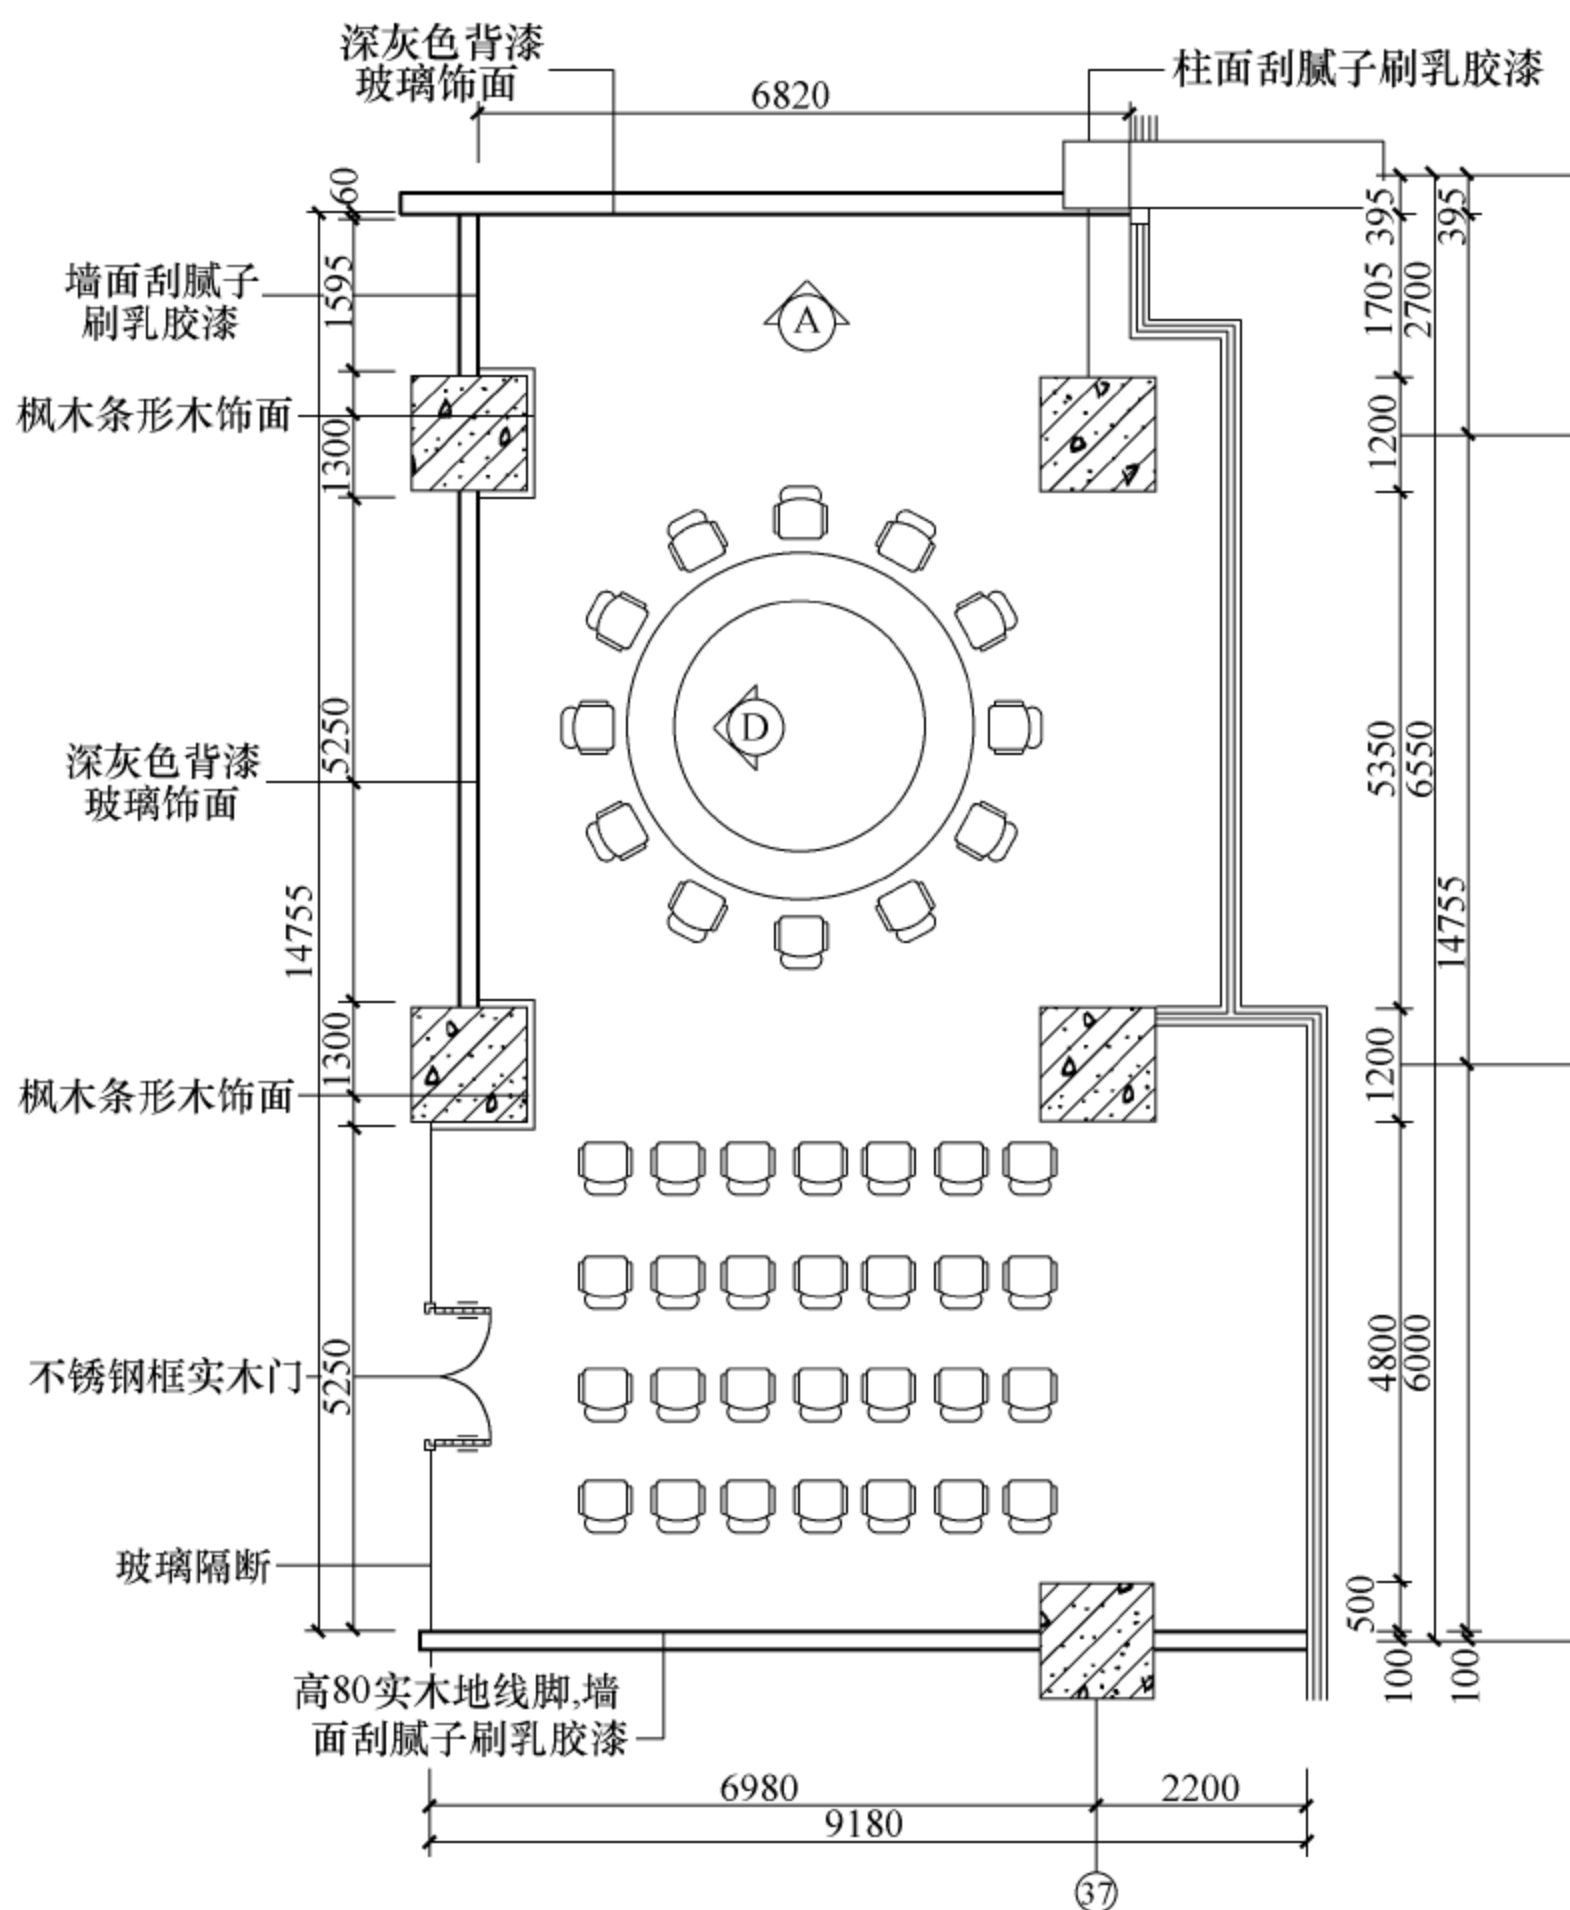 深灰色背漆
玻璃饰面
柱面刮腻子刷乳胶漆
6820
60
395
395
墙面刮腻子
刷乳胶漆
1595
1705
2700
枫木条形木饰面
1300
1200
A
深灰色背漆
玻璃饰面
5250
D
5350
6550
14755
14755
枫木条形木饰面
1300
1200
不锈钢框实木门
5250
4800
6000
玻璃隔断
500
100
100
高80实木地线脚,墙
面刮腻子刷乳胶漆
6980
2200
9180
37